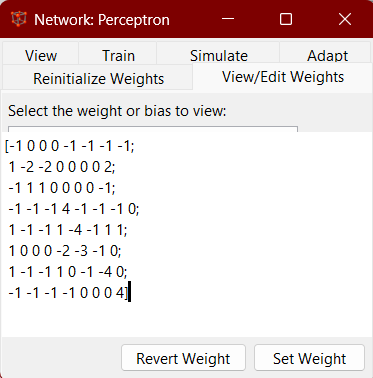 Network: Perceptron
View Train Simulate Adapt
Reinitialize Weights View/Edit Weights
Select the weight or bias to view:
[-1 0 0 0 -1 -1 -1 -1;
1 -2 -2 0 0 0 0 2;
-1 1 1 0 0 0 0 -1;
-1 -1 -1 4 -1 -1 -1 0;
1 -1 -1 1 -4 -1 1 1;
1 0 0 0 -2 -3 -1 0;
1 -1 -1 1 0 -1 -4 0;
-1 -1 -1 -1 0 0 0 4]
Revert Weight Set Weight